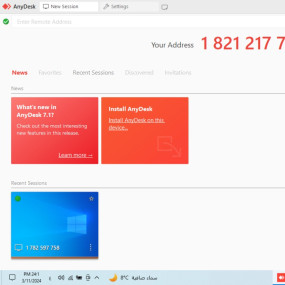 AnyDesk New Session Settings
Enter Remote Address
Your Address 1 821 217 7
News Favorites Recent Sessions Discovered Invitations
News
What's new in
AnyDesk 7.1?
Check out the most interesting
new features in this release.
Learn more →
Install AnyDesk
Install AnyDesk on this
device...
Recent Sessions
1 782 597 758
PM 2:41
3/11/2024
8°C سماء صافية